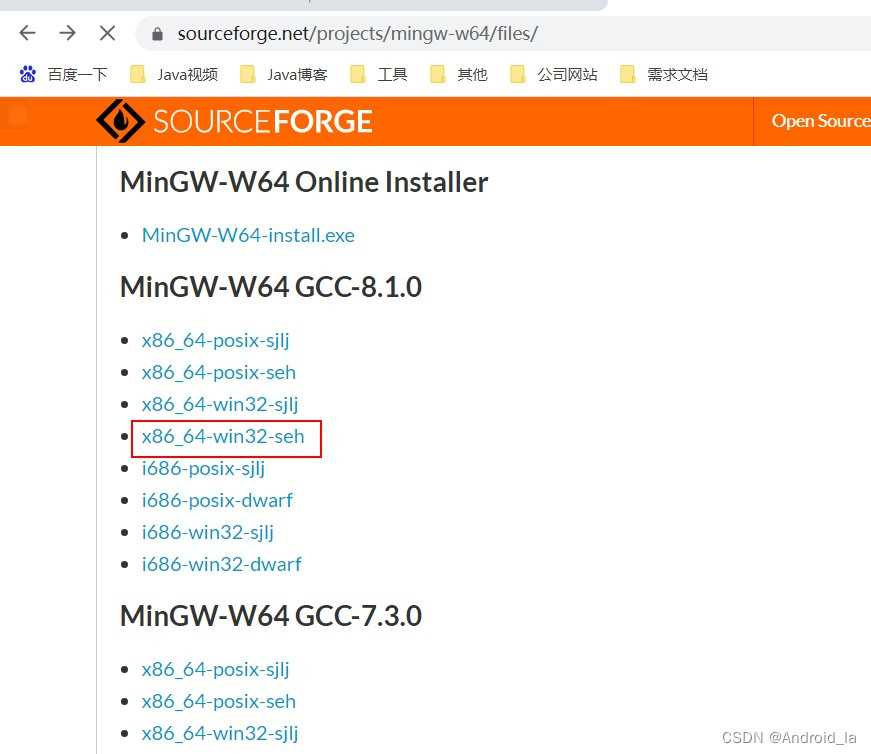 sourceforge.net/projects/mingw-w64/files/
百度一下 Java视频 Java博客 工具 其他 公司网站 需求文档
SOURCEFORGE Open Source
MinGW-W64 Online Installer
MinGW-W64-install.exe
MinGW-W64 GCC-8.1.0
x86_64-posix-sjlj
x86_64-posix-seh
x86_64-win32-sjlj
x86_64-win32-seh
i686-posix-sjlj
i686-posix-dwarf
i686-win32-sjlj
i686-win32-dwarf
MinGW-W64 GCC-7.3.0
x86_64-posix-sjlj
x86_64-posix-seh
x86_64-win32-sjlj
CSDN @Android_la